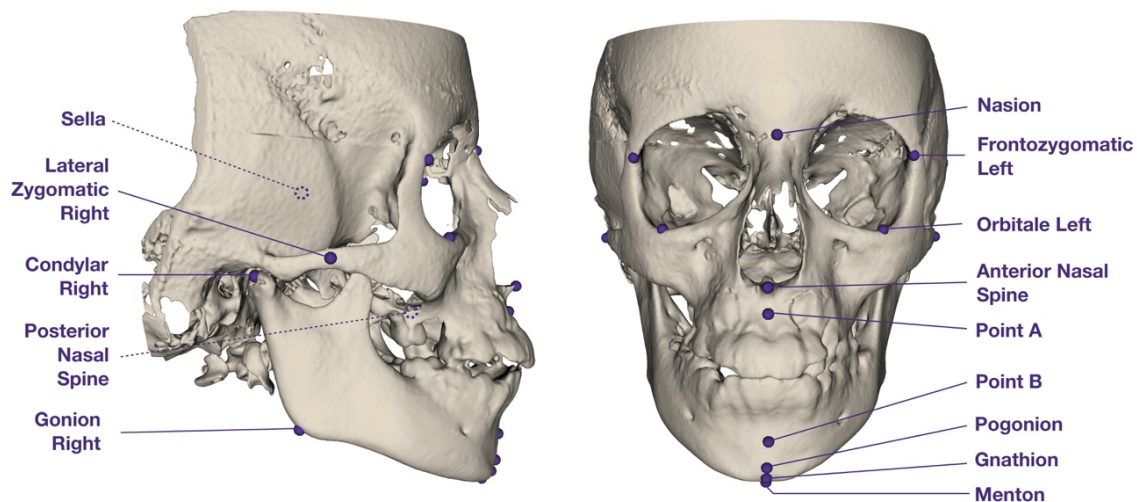 Sella
Lateral
Zygomatic
Right
Condylar
Right
Posterior
Nasal
Spine
Gonion
Right
Nasion
Frontozygomatic
Left
Orbitale Left
Anterior Nasal
Spine
Point A
Point B
Pogonion
Gnathion
Menton